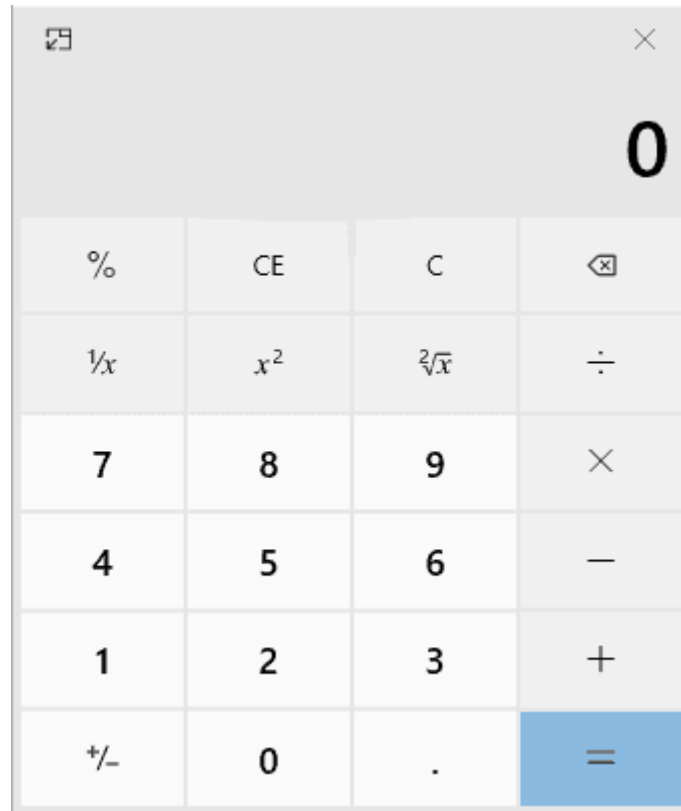 0
% CE C
¹⁄x x² ²√x ÷
7 8 9 ×
4 5 6 −
1 2 3 +
+/− 0 . =